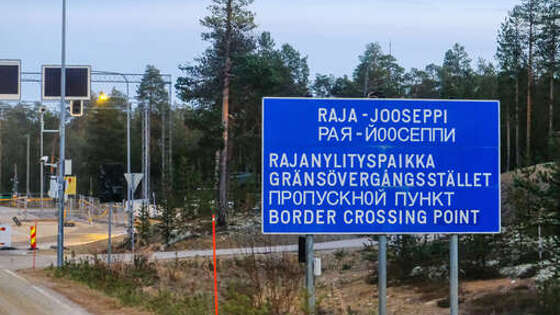 RAJA-JOOSEPPI
РАЯ-ЙООСЕППИ
RAJANYLITYSPAIKKA
GRÄNSÖVERGÅNGSSTÄLLET
ПРОПУСКНОЙ ПУНКТ
BORDER CROSSING POINT